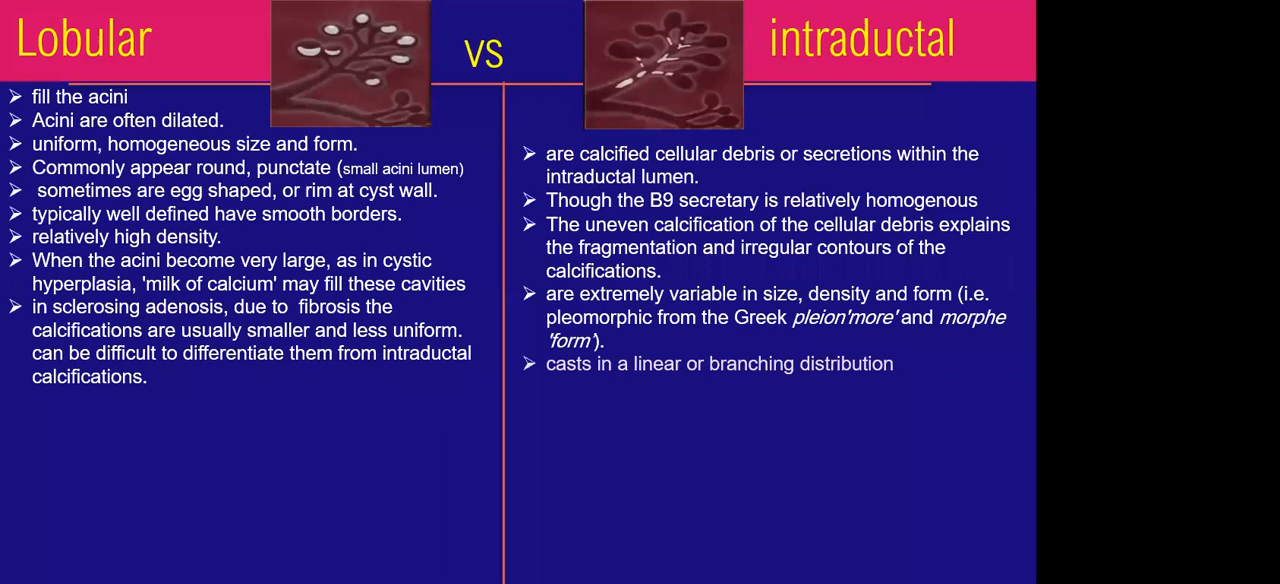 Lobular
vs
intraductal
➢ fill the acini
➢ Acini are often dilated.
➢ uniform, homogeneous size and form.
➢ Commonly appear round, punctate (small acini lumen)
➢ sometimes are egg shaped, or rim at cyst wall.
➢ typically well defined have smooth borders.
➢ relatively high density.
➢ When the acini become very large, as in cystic
hyperplasia, 'milk of calcium' may fill these cavities
➢ in sclerosing adenosis, due to fibrosis the
calcifications are usually smaller and less uniform.
can be difficult to differentiate them from intraductal
calcifications.
➢ are calcified cellular debris or secretions within the
intraductal lumen.
➢ Though the B9 secretary is relatively homogenous
➢ The uneven calcification of the cellular debris explains
the fragmentation and irregular contours of the
calcifications.
➢ are extremely variable in size, density and form (i.e.
pleomorphic from the Greek pleion'more' and morphe
'form').
➢ casts in a linear or branching distribution